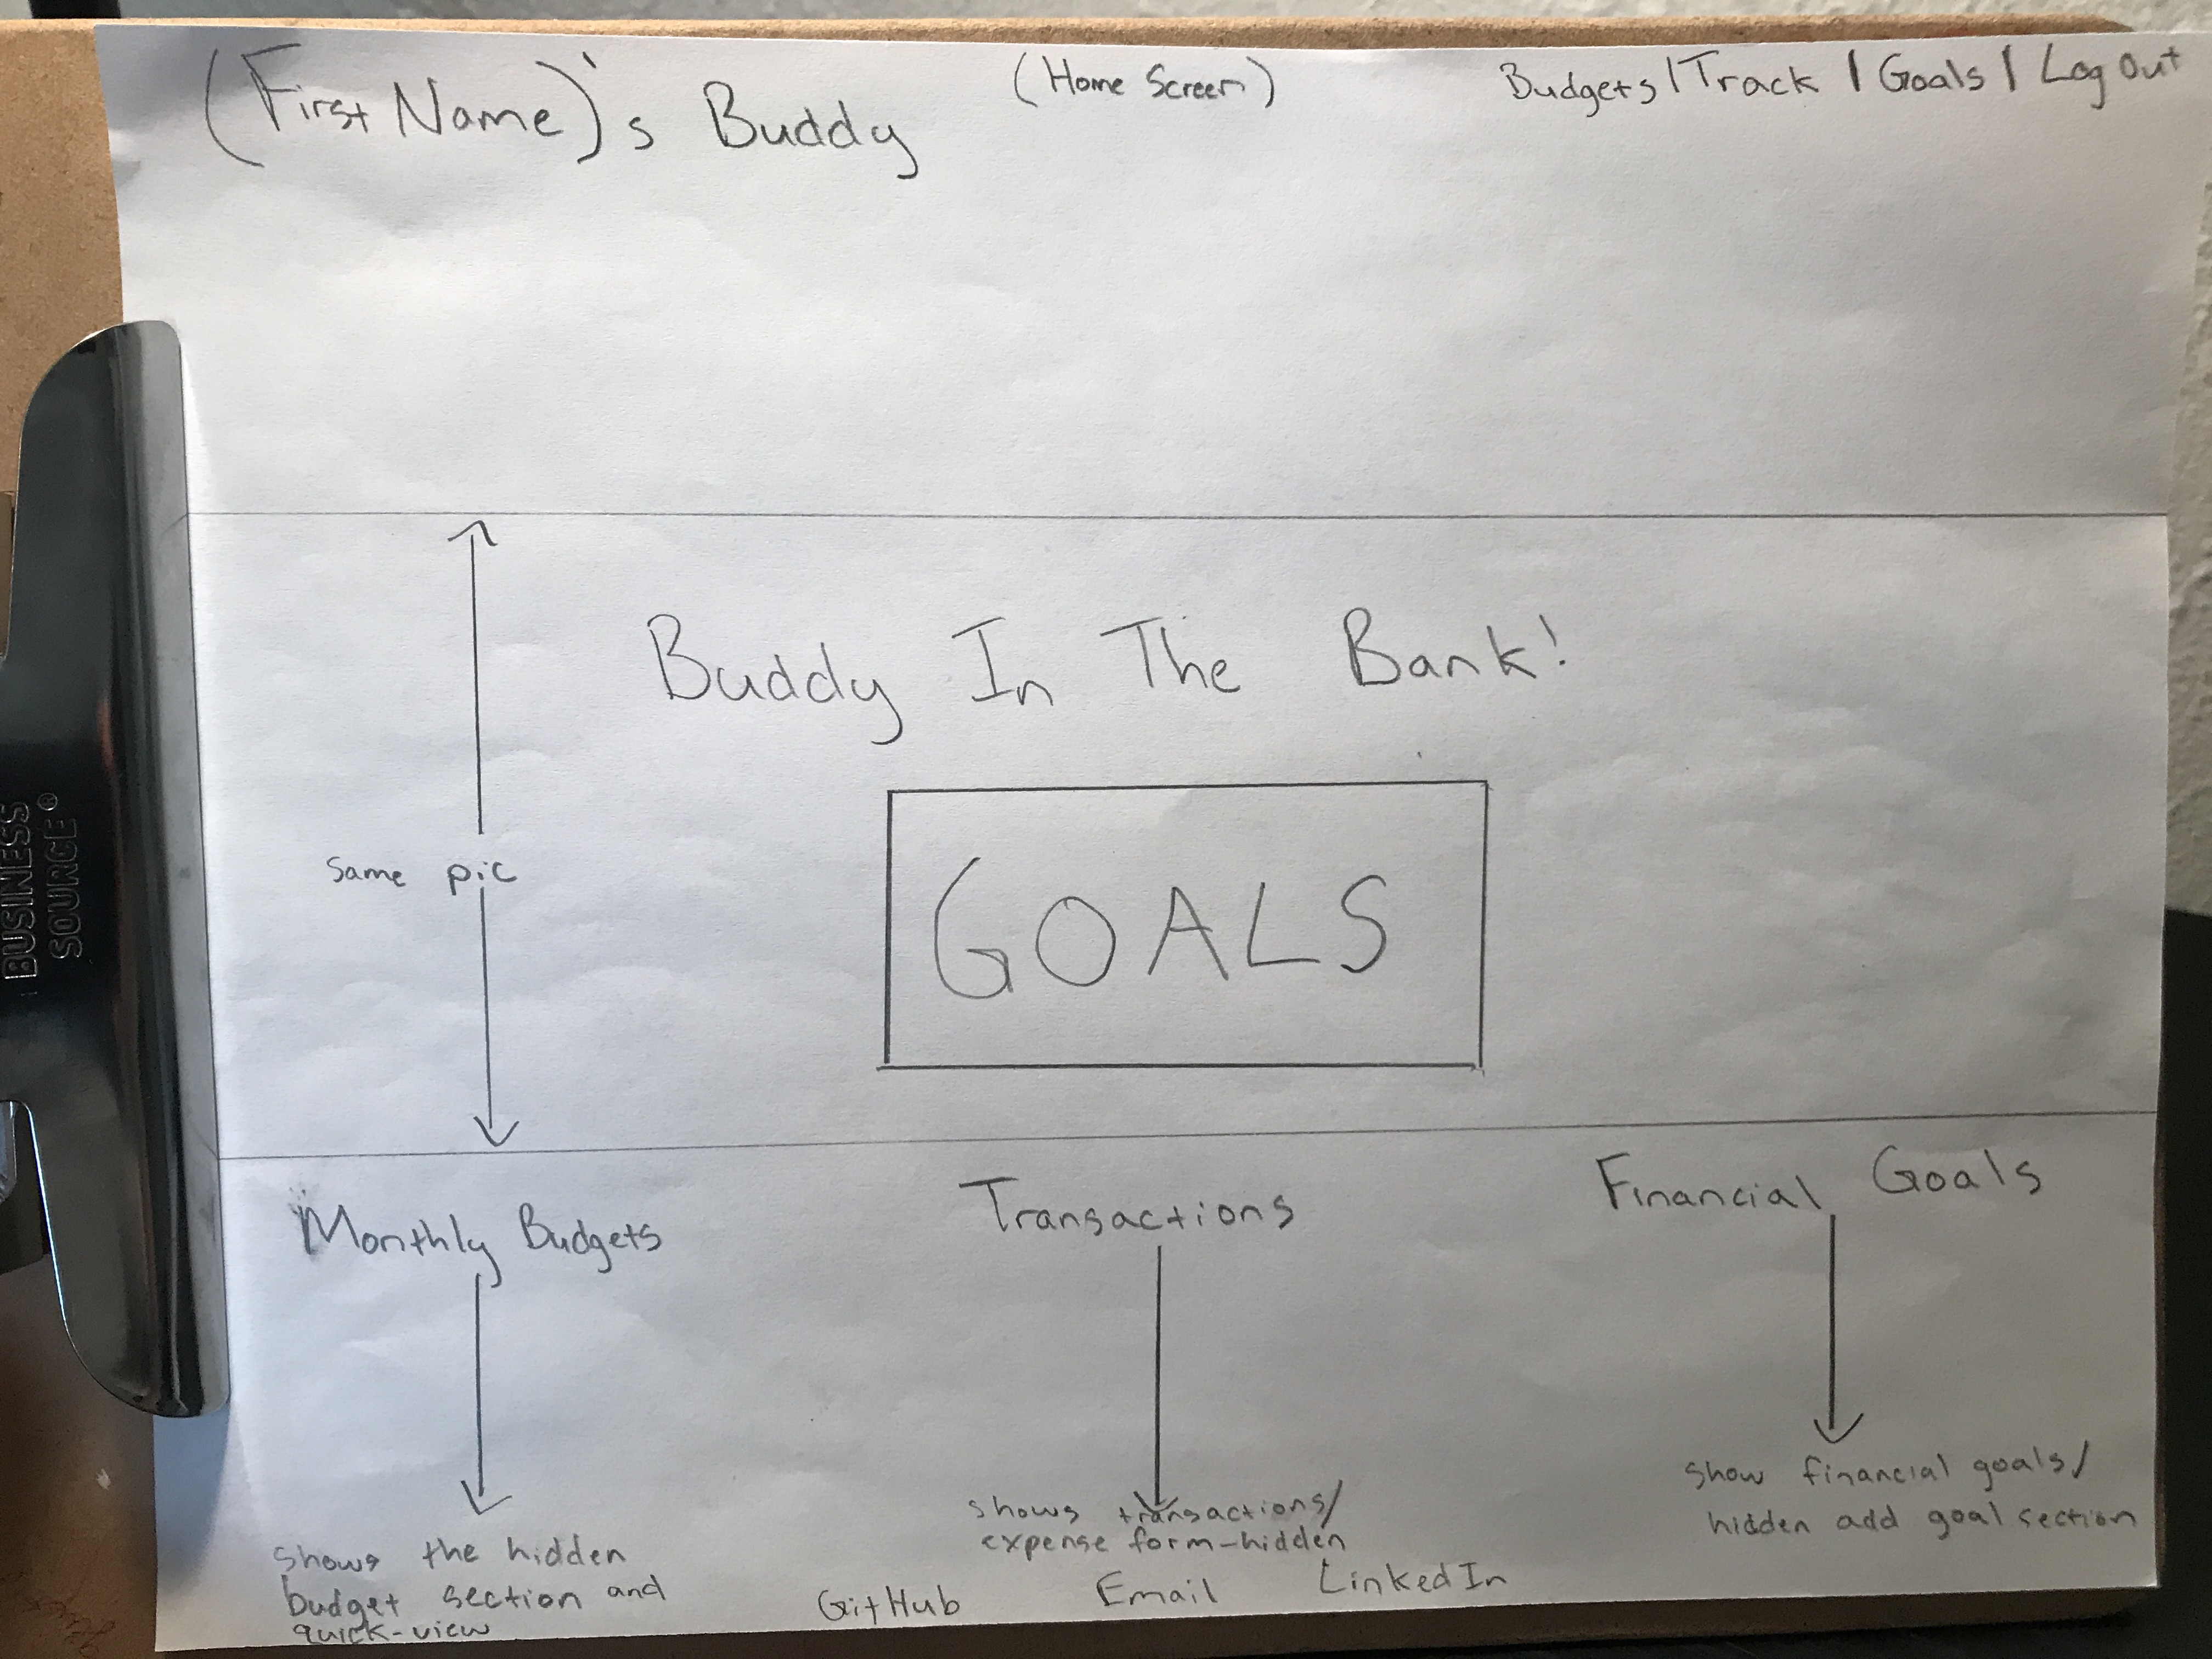 (First Name)'s Buddy
(Home Screen)
Budgets | Track | Goals | Log Out
Buddy In The Bank!
same pic
GOALS
Monthly Budgets
Transactions
Financial Goals
shows the hidden
budget section and
quick-view
shows transactions/
expense form-hidden
show financial goals/
hidden add goal section
GitHub
Email
LinkedIn
BUSINESS
SOURCE®